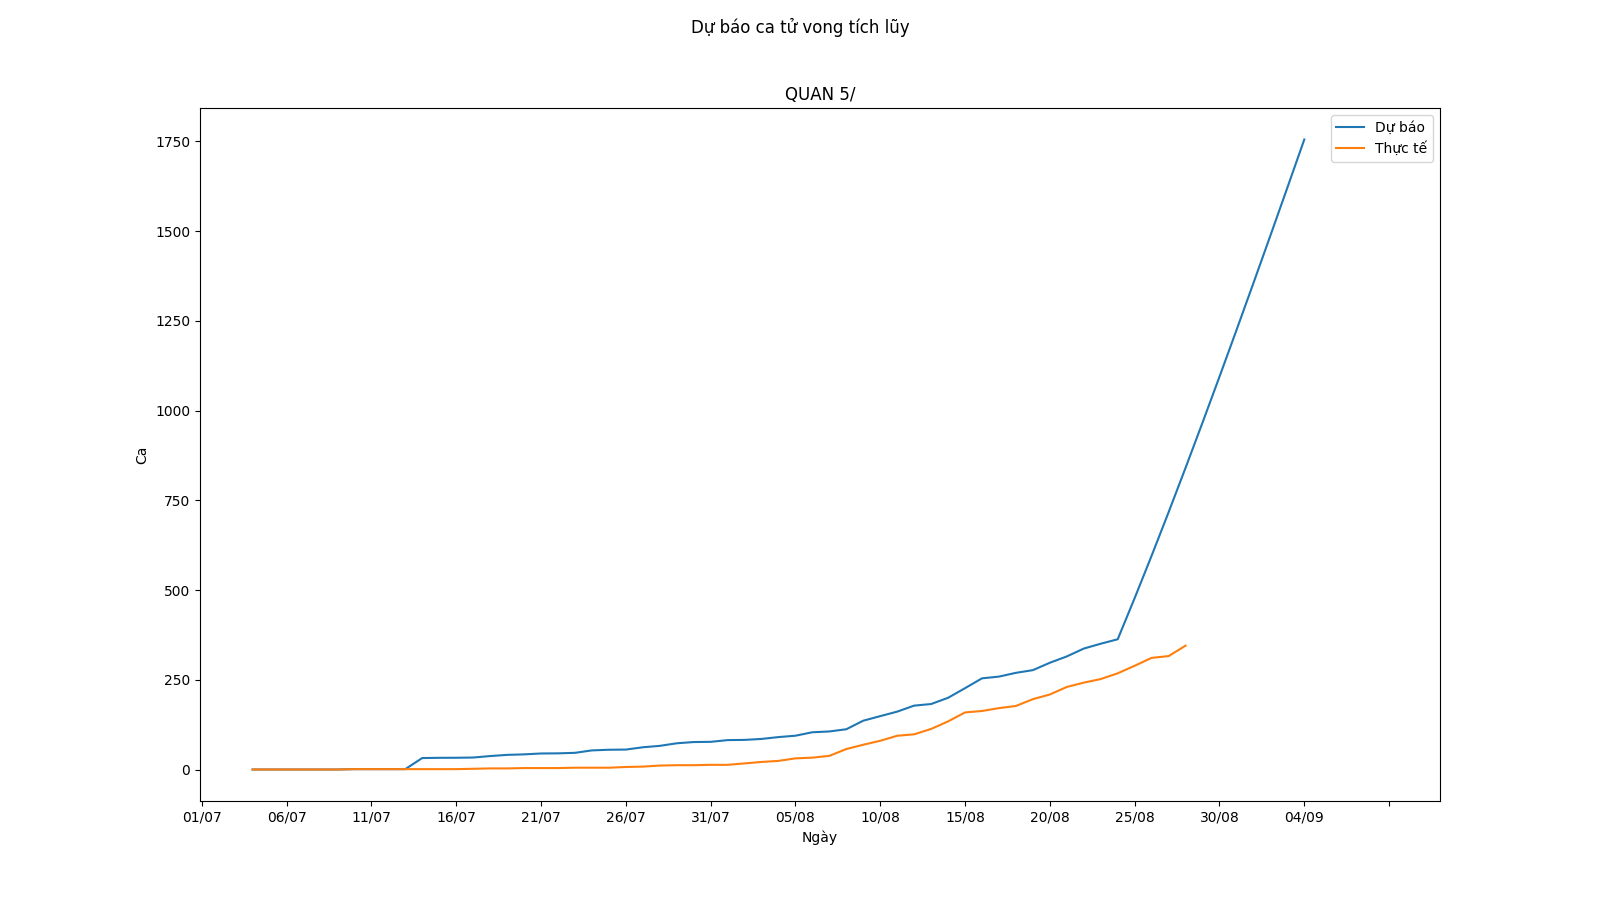 Dự báo ca tử vong tích lũy
QUAN 5/
Dự báo
Thực tế
1750
1500
1250
1000
750
500
250
0
Ca
01/07 06/07 11/07 16/07 21/07 26/07 31/07 05/08 10/08 15/08 20/08 25/08 30/08 04/09
Ngày